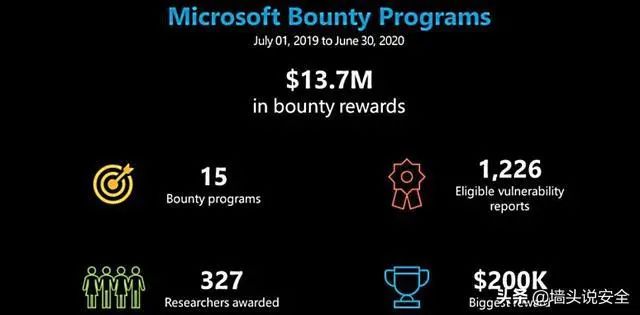 Microsoft Bounty Programs
July 01, 2019 to June 30, 2020
$13.7M
in bounty rewards
15
Bounty programs
1,226
Eligible vulnerability
reports
327
Researchers awarded
$200K
Biggest reward
头条 @墙头说安全